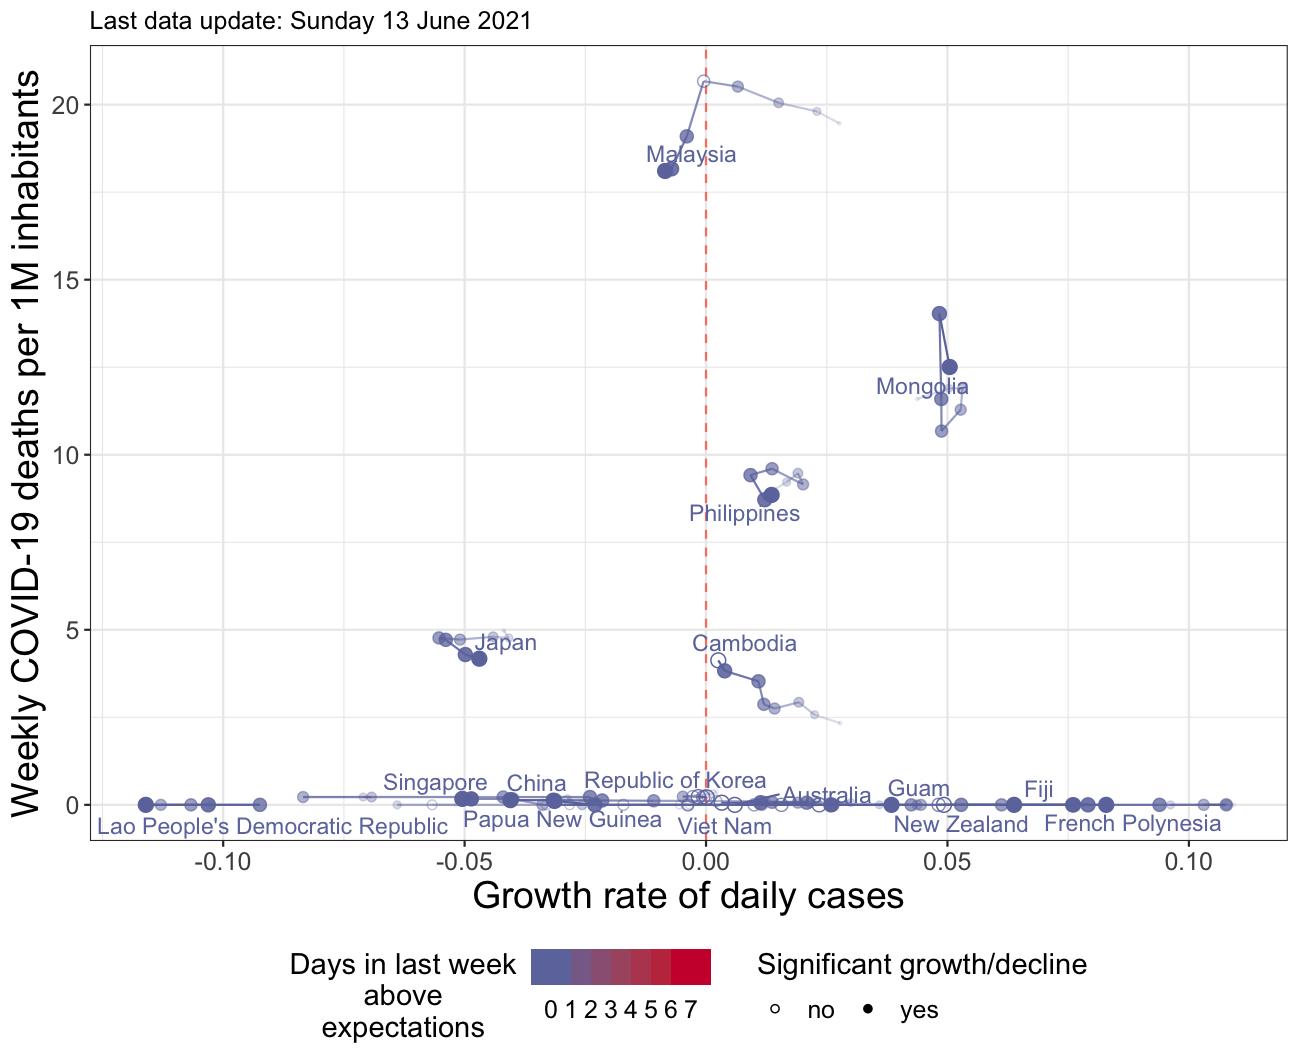 Last data update: Sunday 13 June 2021
Weekly COVID-19 deaths per 1M inhabitants
20
15
10
5
0
Malaysia
Mongolia
Philippines
Japan
Cambodia
Singapore
China
Republic of Korea
Australia
Guam
Fiji
Lao People's Democratic Republic
Papua New Guinea
Viet Nam
New Zealand
French Polynesia
-0.10
-0.05
0.00
0.05
0.10
Growth rate of daily cases
Days in last week
above
expectations
0 1 2 3 4 5 6 7
Significant growth/decline
no
yes